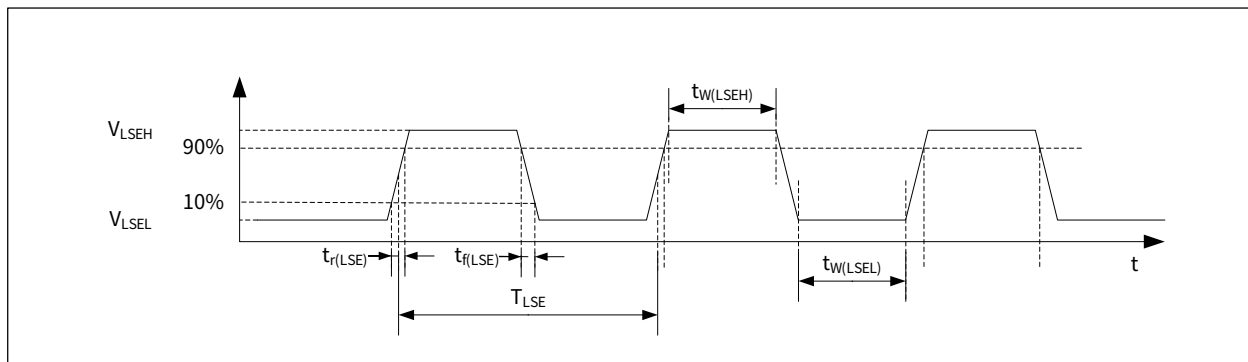 tW(LSEH)
VLSEH
90%
10%
VLSEL
tr(LSE)
tf(LSE)
tW(LSEL)
t
TLSE